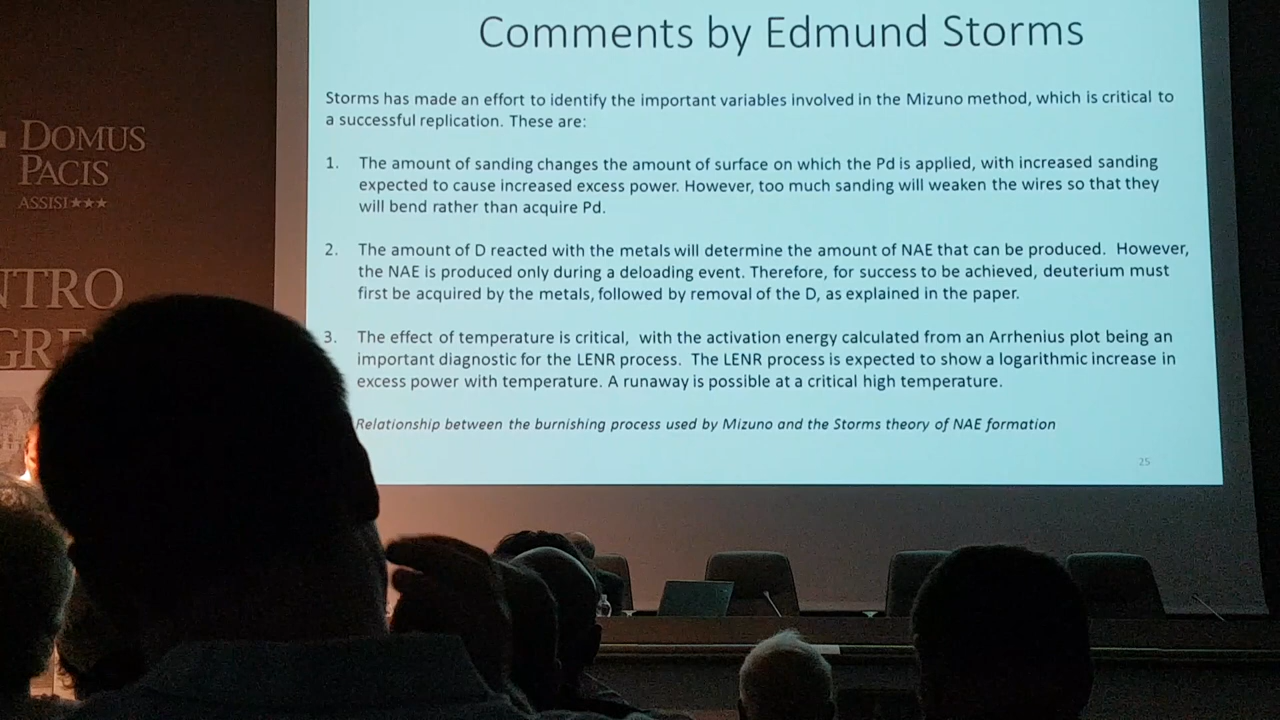 DOMUS
PACIS
ASSISI★★★
NTRO
GRE
Comments by Edmund Storms
Storms has made an effort to identify the important variables involved in the Mizuno method, which is critical to
a successful replication. These are:
1. The amount of sanding changes the amount of surface on which the Pd is applied, with increased sanding
expected to cause increased excess power. However, too much sanding will weaken the wires so that they
will bend rather than acquire Pd.
2. The amount of D reacted with the metals will determine the amount of NAE that can be produced. However,
the NAE is produced only during a deloading event. Therefore, for success to be achieved, deuterium must
first be acquired by the metals, followed by removal of the D, as explained in the paper.
3. The effect of temperature is critical, with the activation energy calculated from an Arrhenius plot being an
important diagnostic for the LENR process. The LENR process is expected to show a logarithmic increase in
excess power with temperature. A runaway is possible at a critical high temperature.
Relationship between the burnishing process used by Mizuno and the Storms theory of NAE formation
25